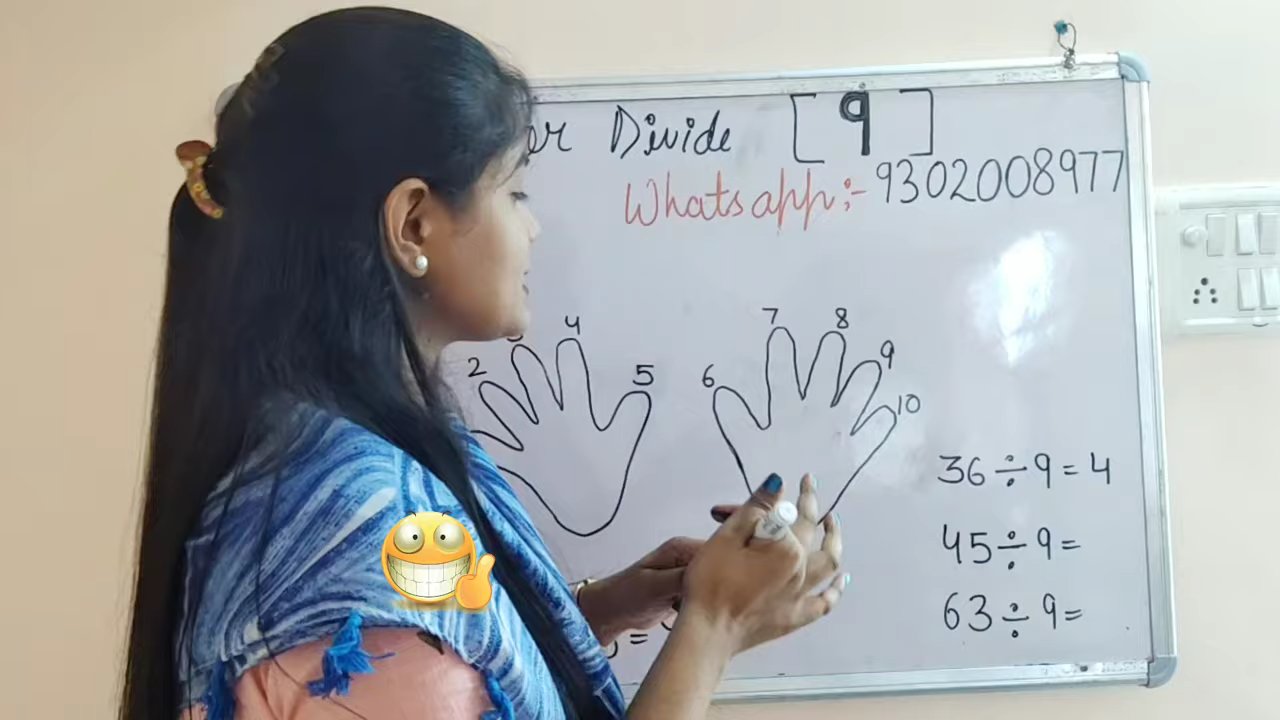 Divide [9]
Whatsapp:- 9302008977
2 4 5 6 7 8 9 10
36÷9=4
45÷9=
63÷9=